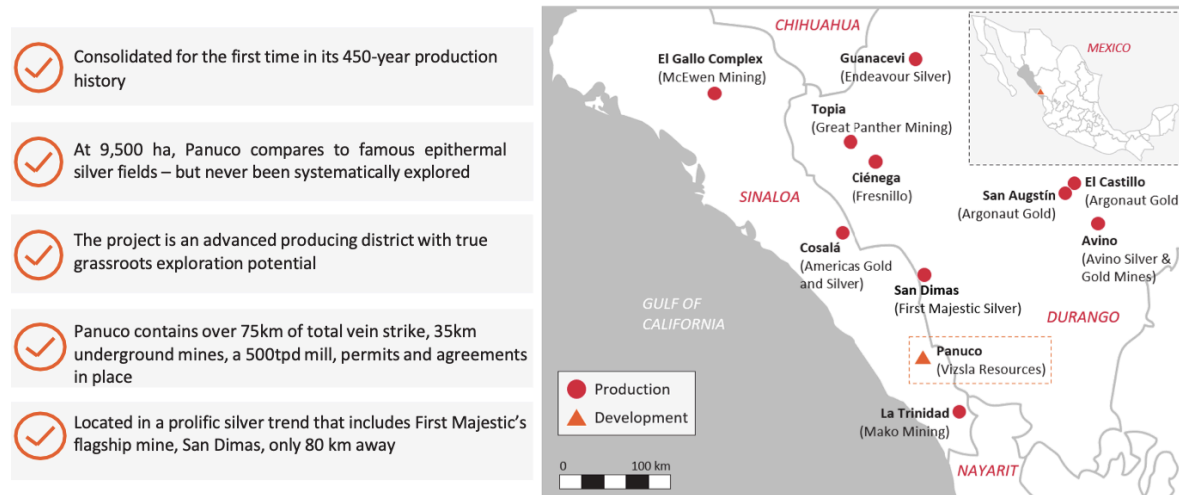 Consolidated for the first time in its 450-year production
history
At 9,500 ha, Panuco compares to famous epithermal
silver fields – but never been systematically explored
The project is an advanced producing district with true
grassroots exploration potential
Panuco contains over 75km of total vein strike, 35km
underground mines, a 500tpd mill, permits and agreements
in place
Located in a prolific silver trend that includes First Majestic's
flagship mine, San Dimas, only 80 km away
CHIHUAHUA
MEXICO
El Gallo Complex
(McEwen Mining)
Guanacevi
(Endeavour Silver)
Topia
(Great Panther Mining)
Ciénega
(Fresnillo)
SINALOA
San Augstín
(Argonaut Gold)
El Castillo
(Argonaut Gold)
Cosalá
(Americas Gold
and Silver)
Avino
(Avino Silver &
Gold Mines)
San Dimas
(First Majestic Silver)
GULF OF
CALIFORNIA
DURANGO
Panuco
(Vizsla Resources)
Production
Development
La Trinidad
(Mako Mining)
NAYARIT
0 100 km